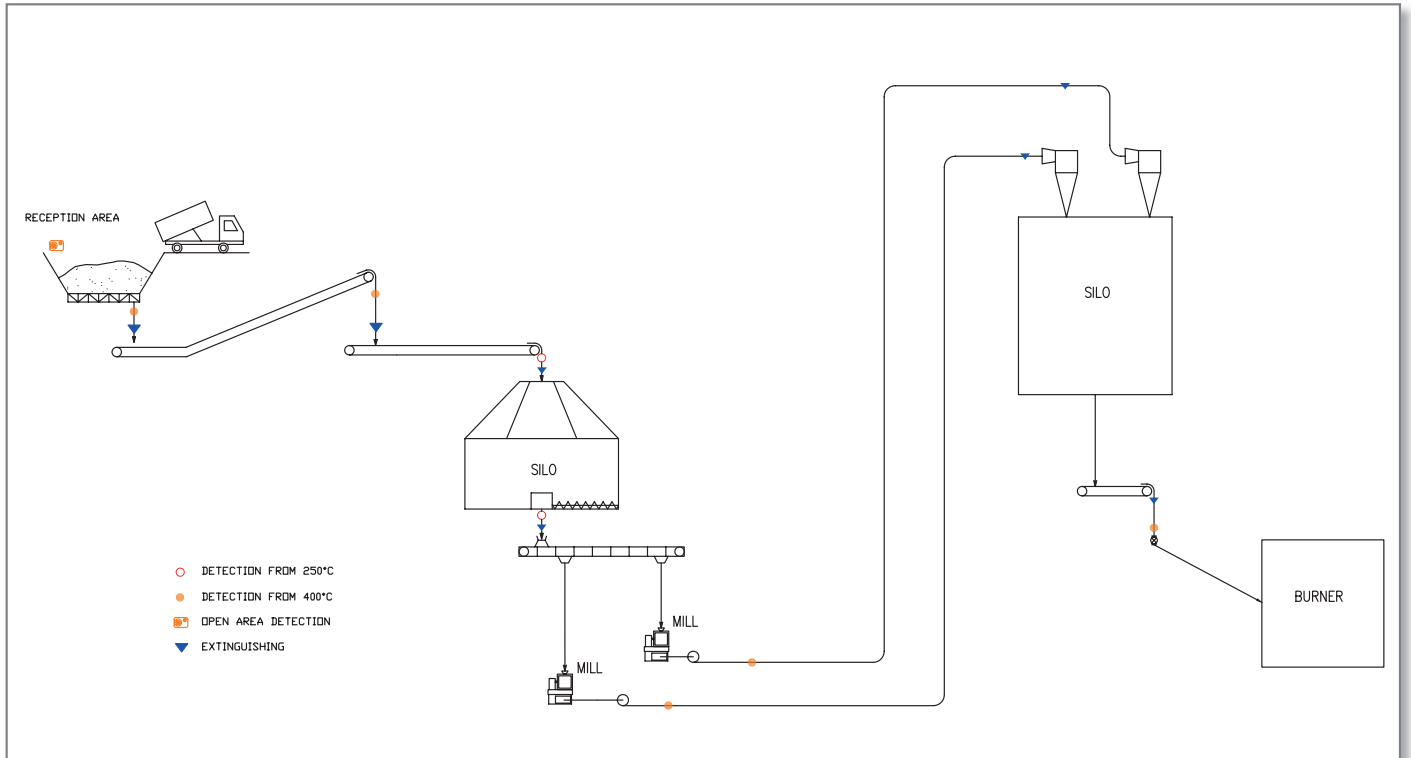 RECEPTION AREA
SILO
SILO
DETECTION FROM 250°C
DETECTION FROM 400°C
OPEN AREA DETECTION
EXTINGUISHING
MILL
MILL
BURNER